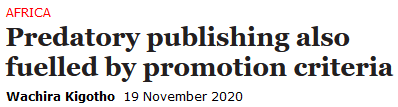 AFRICA
Predatory publishing also
fuelled by promotion criteria
Wachira Kigotho 19 November 2020